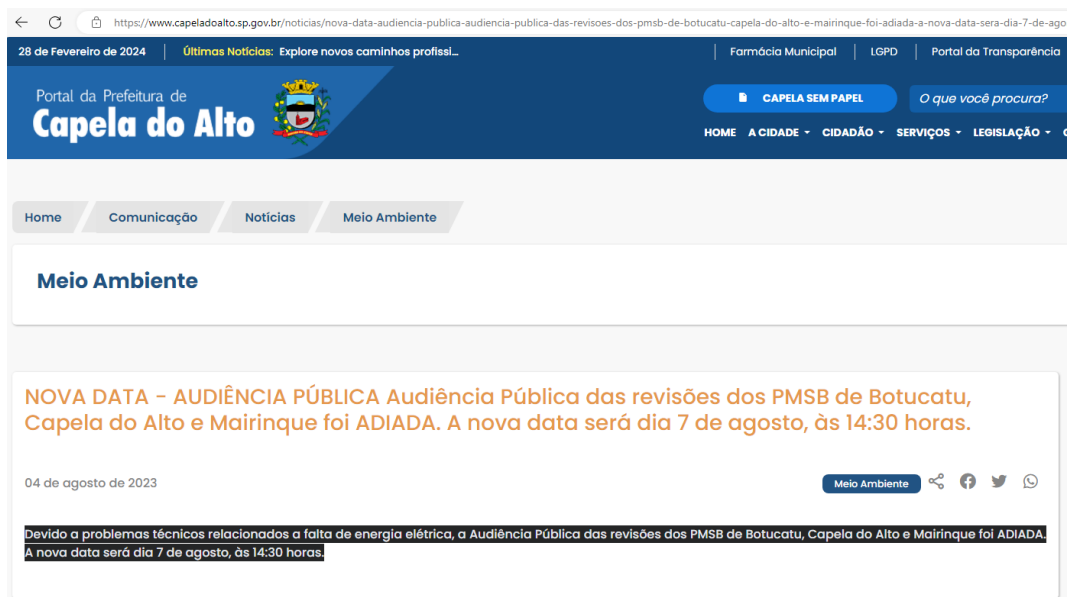 https://www.capeladoalto.sp.gov.br/noticias/nova-data-audiencia-publica-audiencia-publica-das-revisoes-dos-pmsb-de-botucatu-capela-do-alto-e-mairinque-foi-adiada-a-nova-data-sera-dia-7-de-ago
28 de Fevereiro de 2024 Últimas Notícias: Explore novos caminhos profissi... Farmácia Municipal LGPD Portal da Transparência
Portal da Prefeitura de
Capela do Alto
CAPELA SEM PAPEL O que você procura?
HOME A CIDADE CIDADÃO SERVIÇOS LEGISLAÇÃO
Home Comunicação Notícias Meio Ambiente
Meio Ambiente
NOVA DATA - AUDIÊNCIA PÚBLICA Audiência Pública das revisões dos PMSB de Botucatu,
Capela do Alto e Mairinque foi ADIADA. A nova data será dia 7 de agosto, às 14:30 horas.
04 de agosto de 2023 Meio Ambiente
Devido a problemas técnicos relacionados a falta de energia elétrica, a Audiência Pública das revisões dos PMSB de Botucatu, Capela do Alto e Mairinque foi ADIADA.
A nova data será dia 7 de agosto, às 14:30 horas.